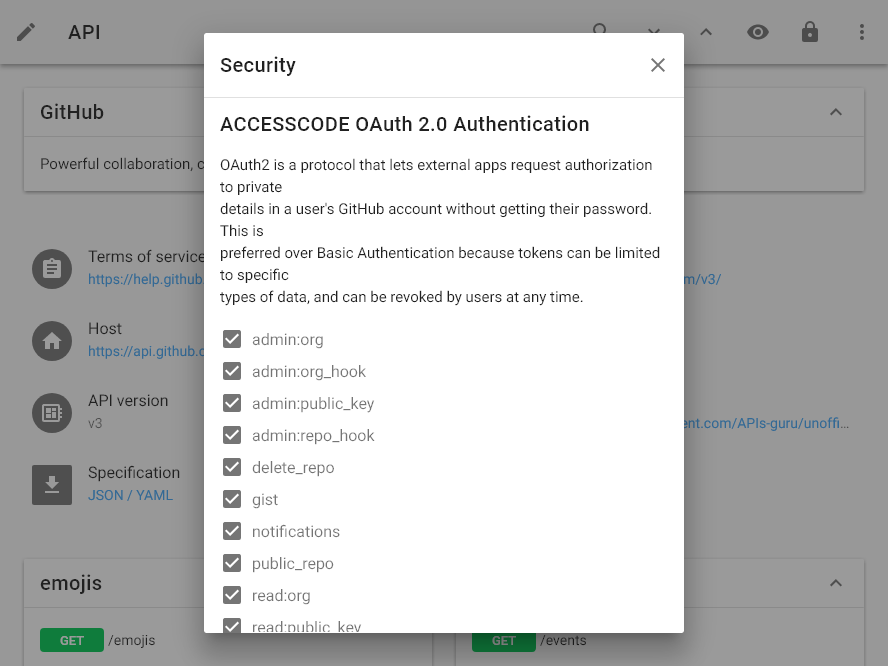 API
Security
GitHub
ACCESSCODE OAuth 2.0 Authentication
Powerful collaboration,
OAuth2 is a protocol that lets external apps request authorization
to private
details in a user's GitHub account without getting their password.
This is
preferred over Basic Authentication because tokens can be limited
to specific
types of data, and can be revoked by users at any time.
Terms of service
https://help.github.
m/v3/
Host
https://api.github.c
API version
v3
ent.com/APIs-guru/unoffi...
Specification
JSON / YAML
admin:org
admin:org_hook
admin:public_key
admin:repo_hook
delete_repo
gist
notifications
public_repo
read:org
read:public_key
emojis
GET /emojis
GET /events